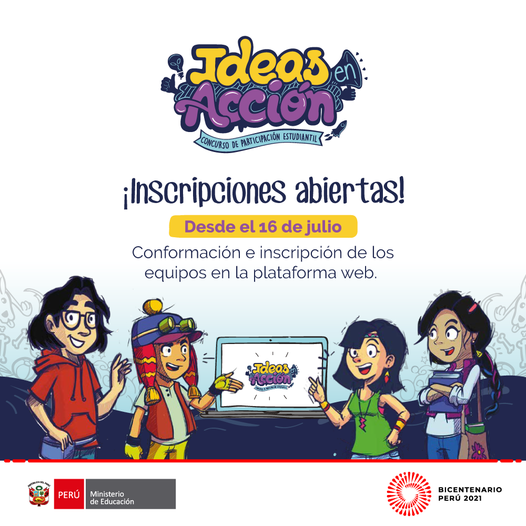 Ideas en
Acción
CONCURSO DE PARTICIPACIÓN ESTUDIANTIL
¡Inscripciones abiertas!
Desde el 16 de julio
Conformación e inscripción de los
equipos en la plataforma web.
Ideas en
Acción
PERÚ
Ministerio
de Educación
BICENTENARIO
PERÚ 2021